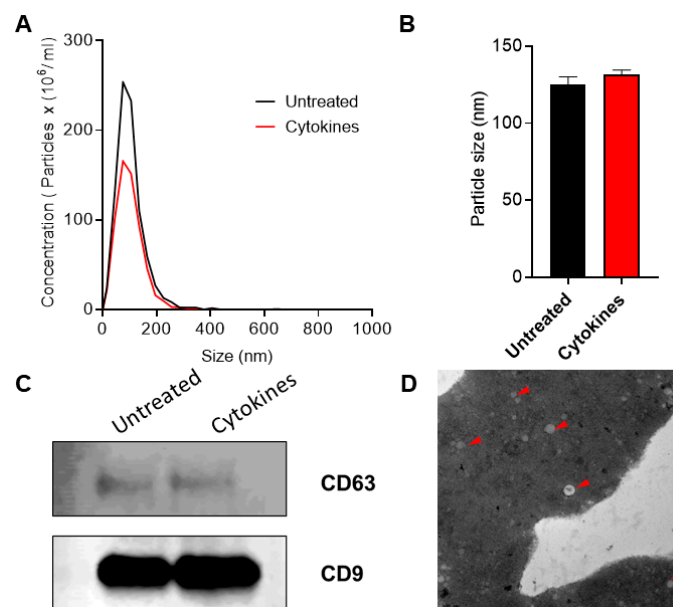 A
Concentration ( Particles x (10⁶/ml)
300
200
100
0
0 200 400 600 800 1000
Size (nm)
Untreated
Cytokines
B
Particle size (nm)
150
100
50
0
Untreated
Cytokines
C
Untreated
Cytokines
CD63
CD9
D